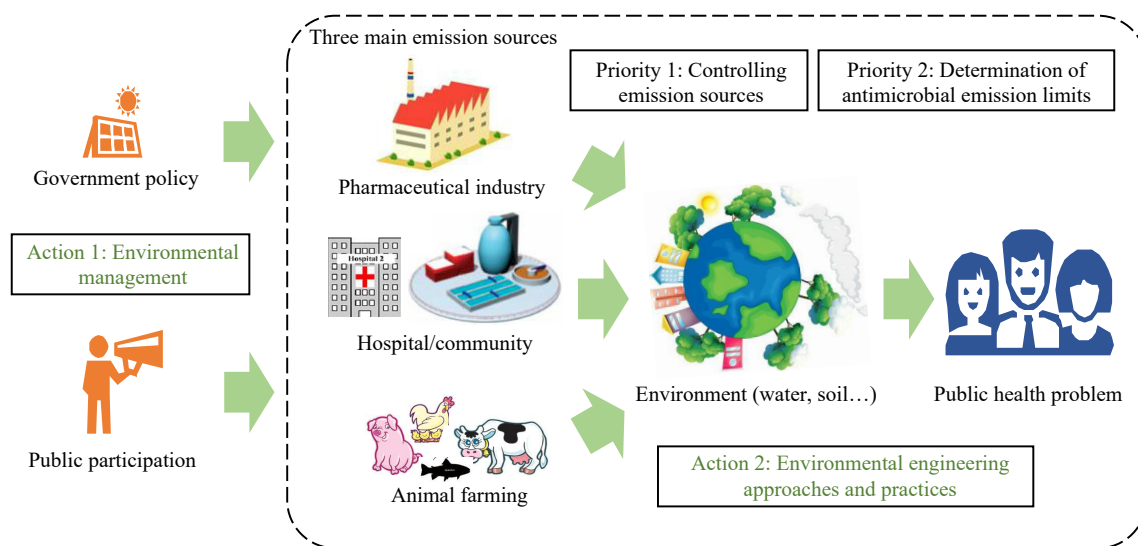 Three main emission sources
Priority 1: Controlling
emission sources
Priority 2: Determination of
antimicrobial emission limits
Government policy
Pharmaceutical industry
Action 1: Environmental
management
Hospital 2
Hospital/community
Environment (water, soil…)
Public health problem
Public participation
Animal farming
Action 2: Environmental engineering
approaches and practices